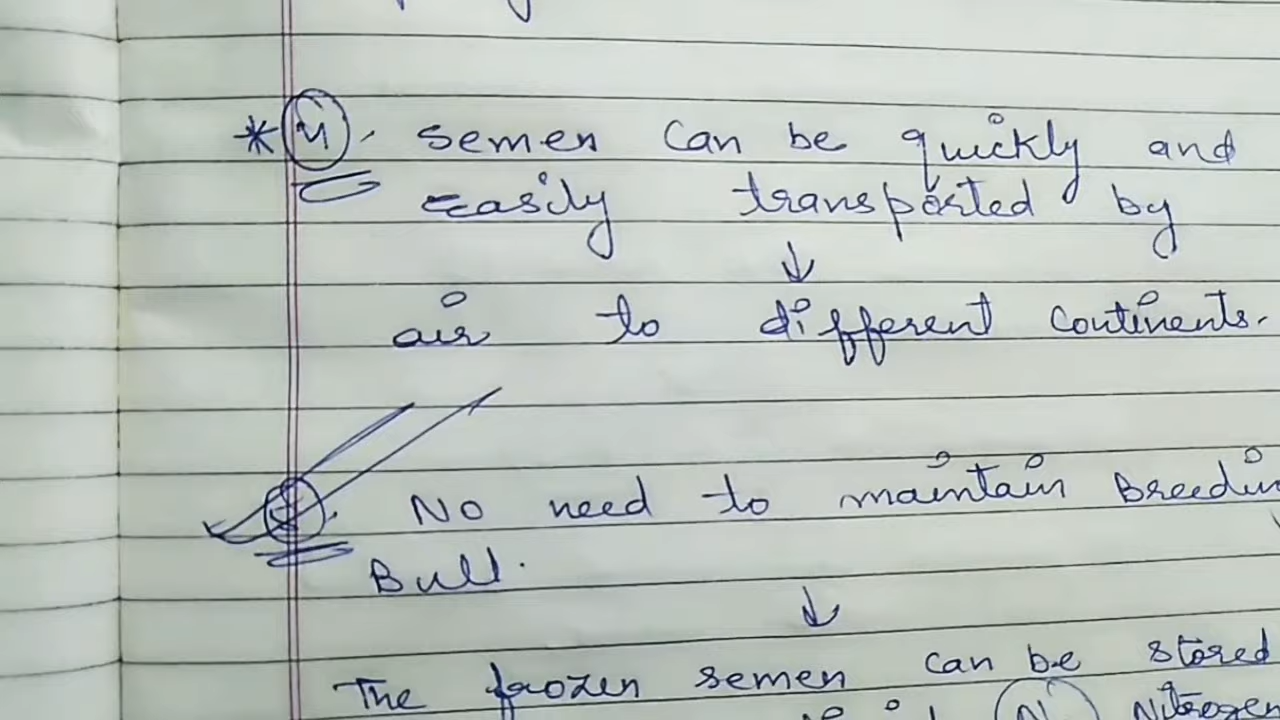 * 4. semen can be quickly and
easily transported by
↓
air to different continents.
No need to maintain Breedin
Bull.
↓
The frozen semen can be stored
N Nitrogen